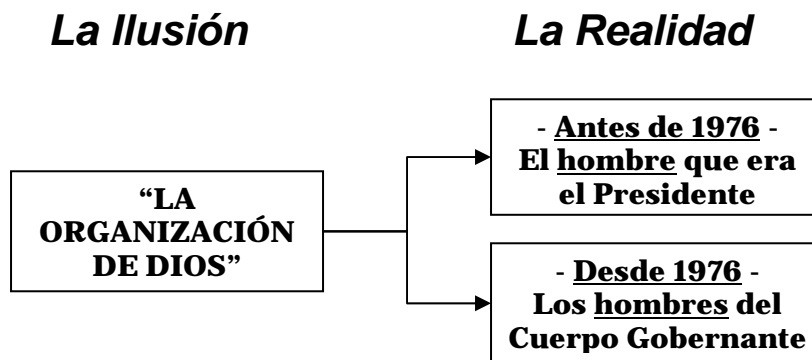 La Ilusión
La Realidad
“LA
ORGANIZACIÓN
DE DIOS”
- Antes de 1976 -
El hombre que era
el Presidente
- Desde 1976 -
Los hombres del
Cuerpo Gobernante